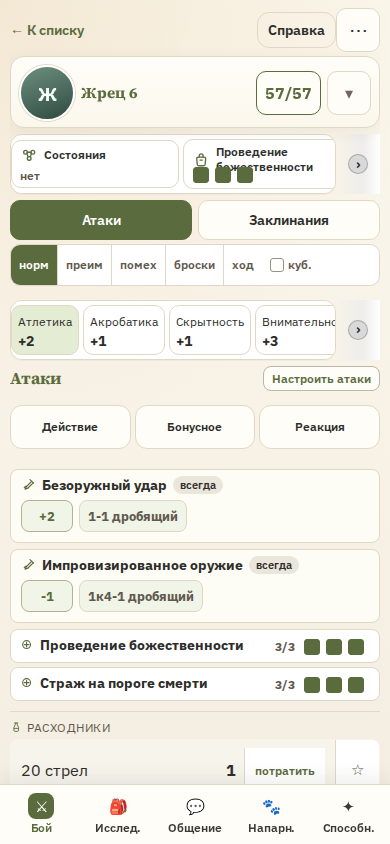 ← К списку
Справка
...
Ж
Жрец 6
57/57
▼
Состояния
нет
Проведение
божественности
›
Атаки
Заклинания
норм
преим
помех
броски
ход
куб.
Атлетика
+2
Акробатика
+1
Скрытность
+1
Внимательнс
+3
›
Атаки
Настроить атаки
Действие
Бонусное
Реакция
Безоружный удар
всегда
+2
1-1 дробящий
Импровизированное оружие
всегда
-1
1к4-1 дробящий
Проведение божественности
3/3
Страж на пороге смерти
3/3
РАСХОДНИКИ
20 стрел
1
потратить
☆
Бой
Исслед.
Общение
Напарн.
Способн.